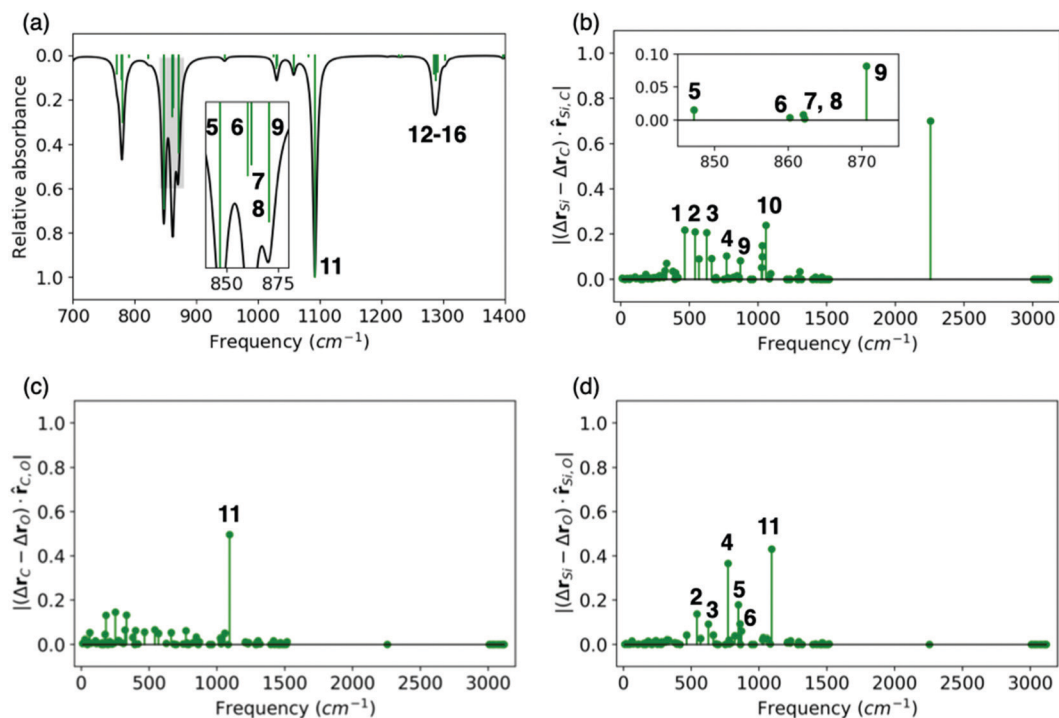 (a)
0.0
0.2
0.4
0.6
0.8
1.0
Relative absorbance
5 6 9
7
8
850 875
11
12-16
700 800 900 1000 1100 1200 1300 1400
Frequency (cm⁻¹)
(b)
1.0
0.8
0.6
0.4
0.2
0.0
|(Δr_Si − Δr_C) · r̂_Si,C|
0.10
0.05
0.00
5 6 7, 8 9
850 860 870
1 2 3 4 9 10
0 500 1000 1500 2000 2500 3000
Frequency (cm⁻¹)
(c)
1.0
0.8
0.6
0.4
0.2
0.0
|(Δr_C − Δr_O) · r̂_C,O|
11
0 500 1000 1500 2000 2500 3000
Frequency (cm⁻¹)
(d)
1.0
0.8
0.6
0.4
0.2
0.0
|(Δr_Si − Δr_O) · r̂_Si,O|
2 3 4 5 6 11
0 500 1000 1500 2000 2500 3000
Frequency (cm⁻¹)